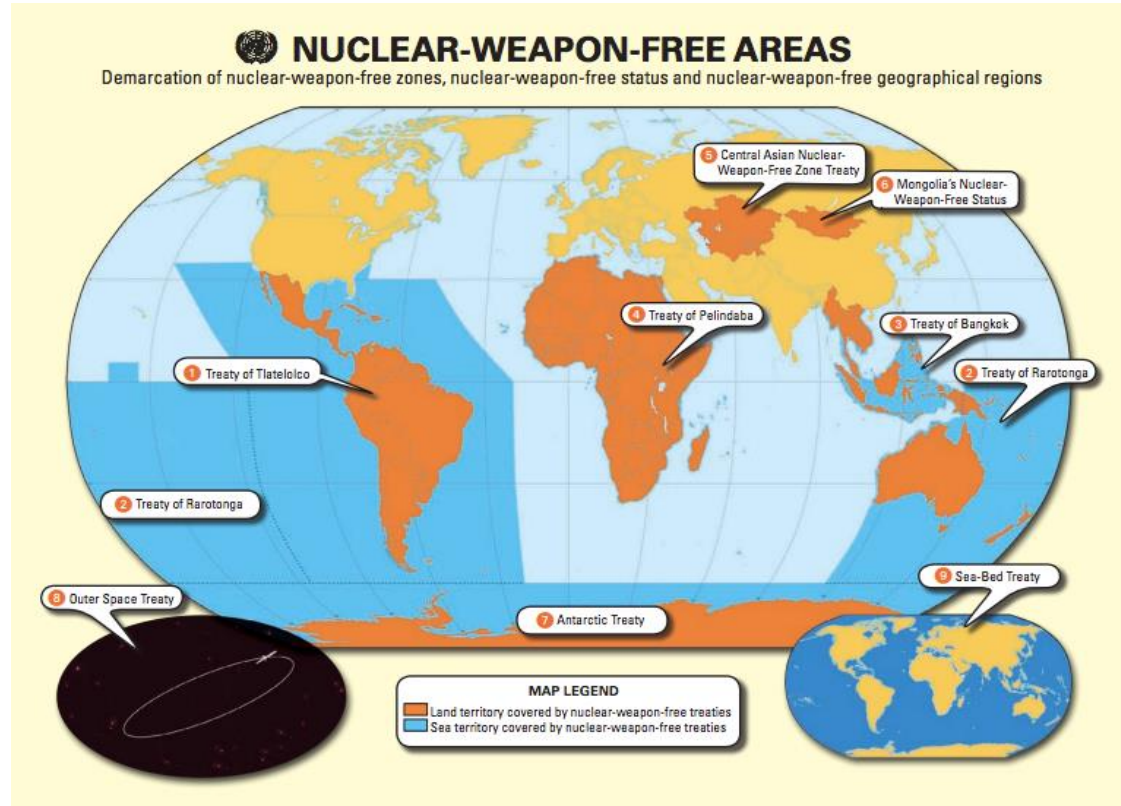 NUCLEAR-WEAPON-FREE AREAS
Demarcation of nuclear-weapon-free zones, nuclear-weapon-free status and nuclear-weapon-free geographical regions
5 Central Asian Nuclear-
Weapon-Free Zone Treaty
6 Mongolia's Nuclear-
Weapon-Free Status
4 Treaty of Pelindaba
3 Treaty of Bangkok
1 Treaty of Tlatelolco
2 Treaty of Rarotonga
2 Treaty of Rarotonga
9 Sea-Bed Treaty
8 Outer Space Treaty
7 Antarctic Treaty
MAP LEGEND
Land territory covered by nuclear-weapon-free treaties
Sea territory covered by nuclear-weapon-free treaties